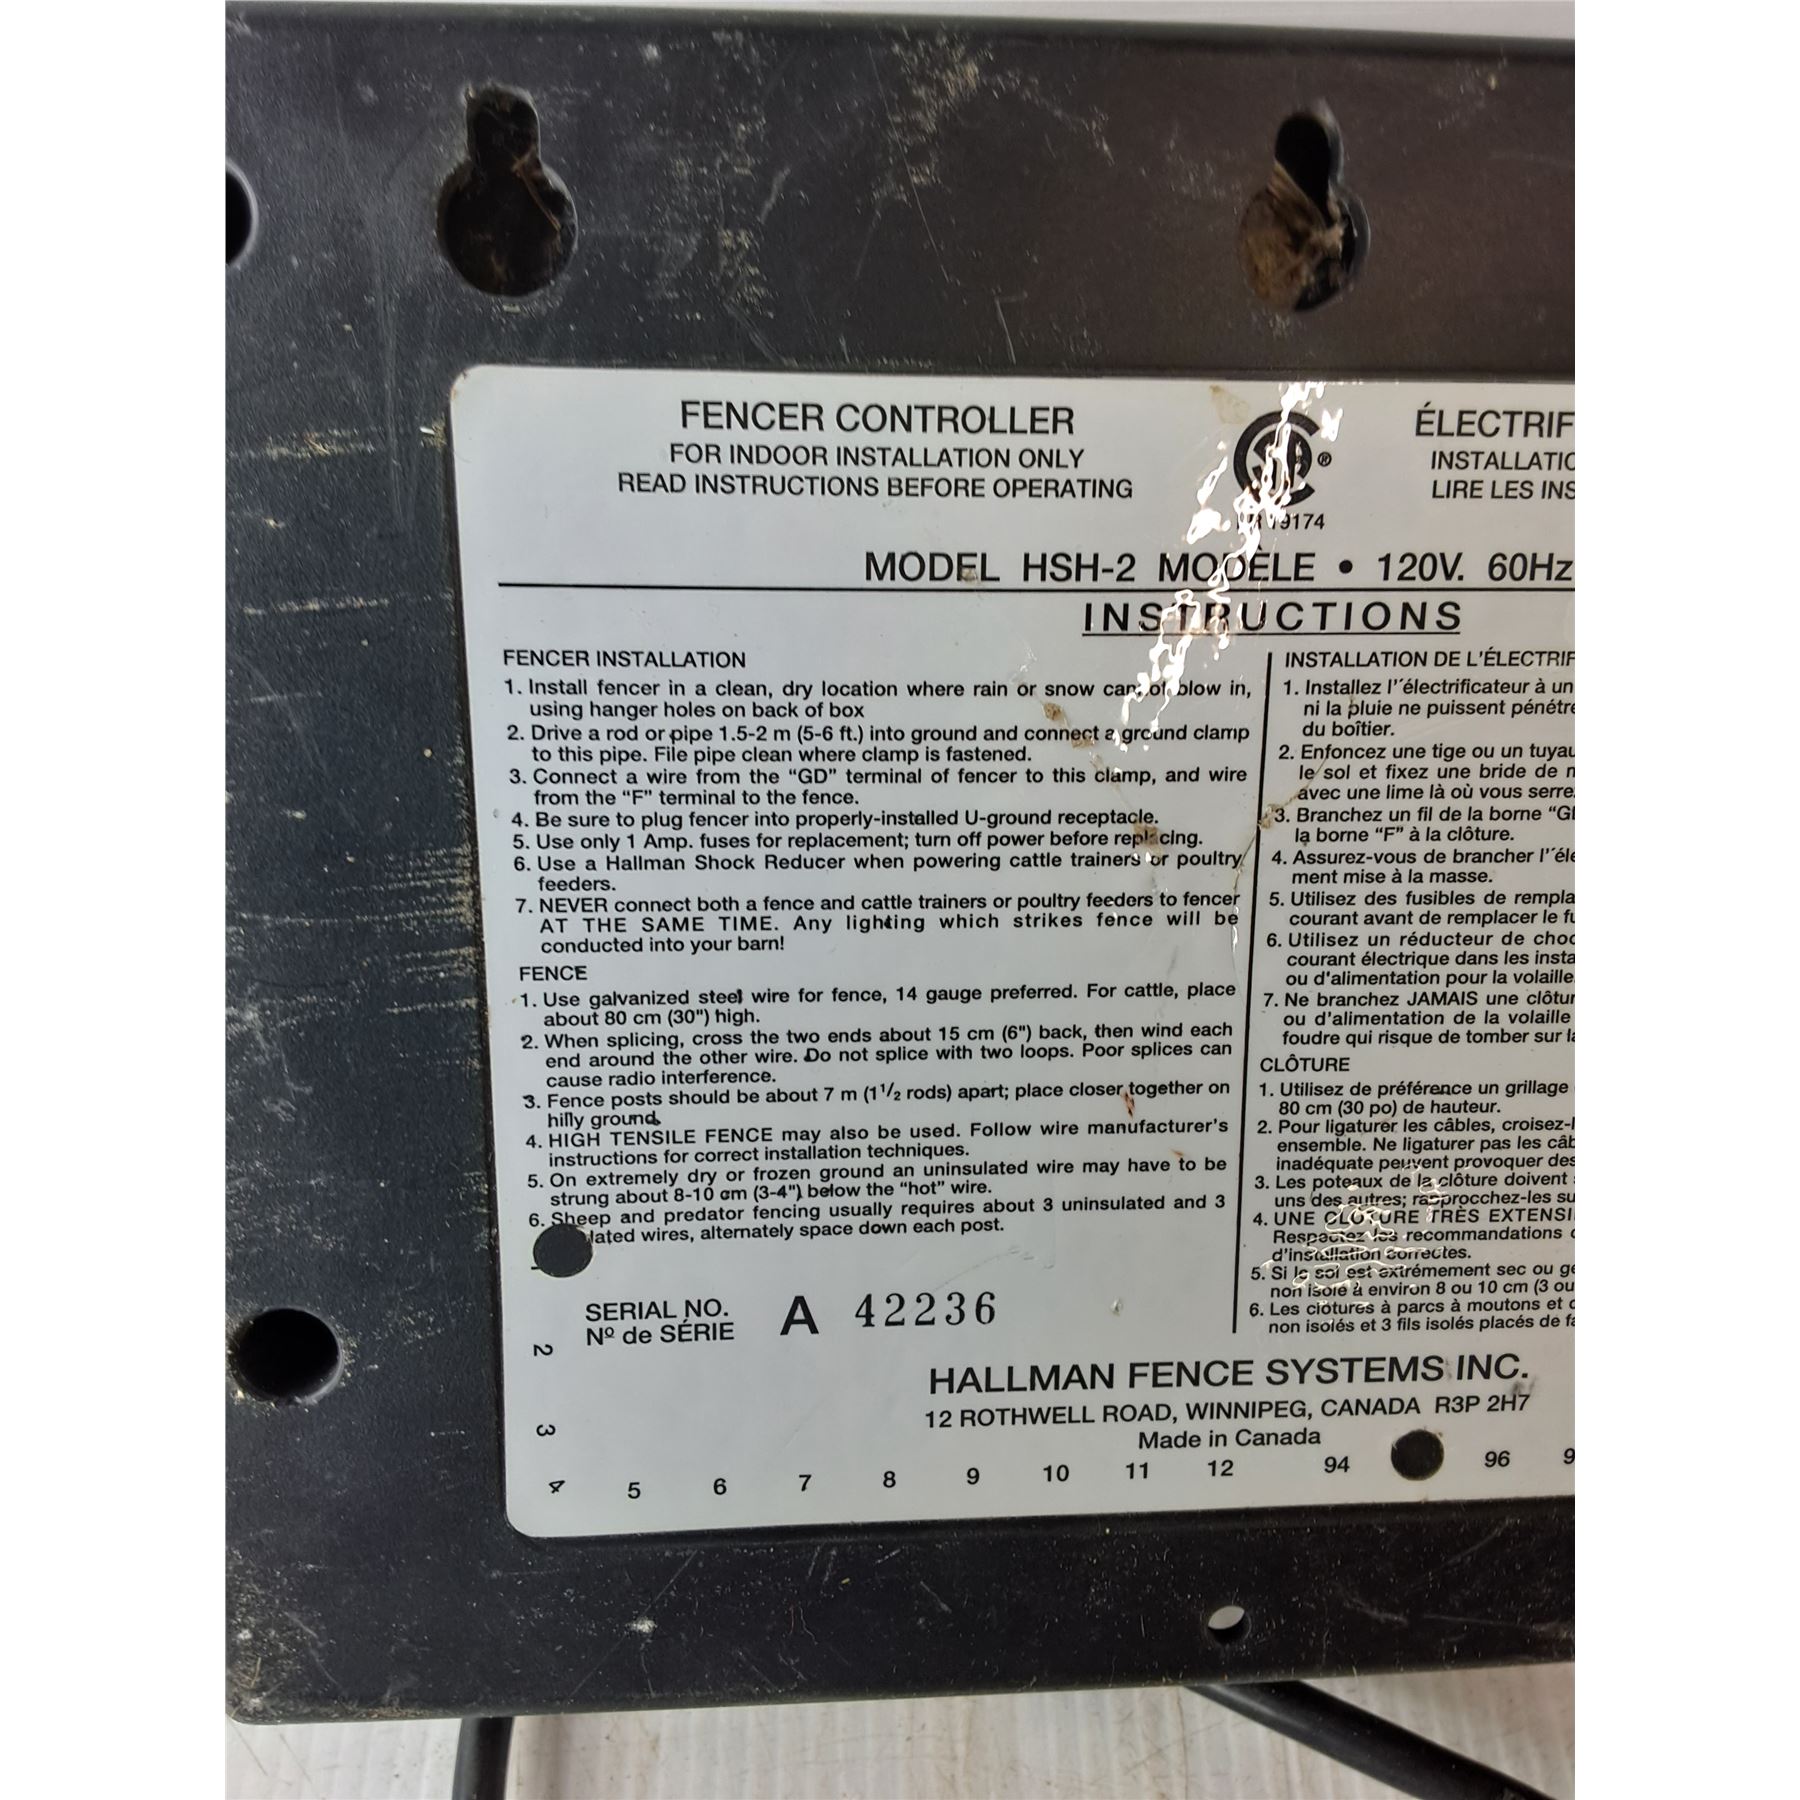 FENCER CONTROLLER
FOR INDOOR INSTALLATION ONLY
READ INSTRUCTIONS BEFORE OPERATING
®
19174
ÉLECTRIF
INSTALLATIO
LIRE LES INS
MODEL HSH-2 MODÈLE • 120V. 60Hz
INSTRUCTIONS
FENCER INSTALLATION
1. Install fencer in a clean, dry location where rain or snow cannot blow in,
using hanger holes on back of box
2. Drive a rod or pipe 1.5-2 m (5-6 ft.) into ground and connect a ground clamp
to this pipe. File pipe clean where clamp is fastened.
3. Connect a wire from the “GD” terminal of fencer to this clamp, and wire
from the “F” terminal to the fence.
4. Be sure to plug fencer into properly-installed U-ground receptacle.
5. Use only 1 Amp. fuses for replacement; turn off power before replacing.
6. Use a Hallman Shock Reducer when powering cattle trainers or poultry
feeders.
7. NEVER connect both a fence and cattle trainers or poultry feeders to fencer
AT THE SAME TIME. Any lighting which strikes fence will be
conducted into your barn!
FENCE
1. Use galvanized steel wire for fence, 14 gauge preferred. For cattle, place
about 80 cm (30") high.
2. When splicing, cross the two ends about 15 cm (6") back, then wind each
end around the other wire. Do not splice with two loops. Poor splices can
cause radio interference.
3. Fence posts should be about 7 m (1 1/2 rods) apart; place closer together on
hilly ground.
4. HIGH TENSILE FENCE may also be used. Follow wire manufacturer's
instructions for correct installation techniques.
5. On extremely dry or frozen ground an uninsulated wire may have to be
strung about 8-10 cm (3-4") below the “hot” wire.
6. Sheep and predator fencing usually requires about 3 uninsulated and 3
lated wires, alternately space down each post.
INSTALLATION DE L'ÉLECTRIF
1. Installez l'´électrificateur à un
ni la pluie ne puissent pénétre
du boîtier.
2. Enfoncez une tige ou un tuyau
le sol et fixez une bride de m
avec une lime là où vous serre
3. Branchez un fil de la borne “GD
la borne “F” à la clôture.
4. Assurez-vous de brancher l'´éle
ment mise à la masse.
5. Utilisez des fusibles de rempla
courant avant de remplacer le fu
6. Utilisez un réducteur de choc
courant électrique dans les insta
ou d'alimentation pour la volaille.
7. Ne branchez JAMAIS une clôtur
ou d'alimentation de la volaille
foudre qui risque de tomber sur la
CLÔTURE
1. Utilisez de préférence un grillage
80 cm (30 po) de hauteur.
2. Pour ligaturer les câbles, croisez-l
ensemble. Ne ligaturer pas les câb
inadéquate peuvent provoquer des
3. Les poteaux de la clôture doivent
uns des autres; rapprocchez-les su
4. UNE CLÔTURE TRÈS EXTENSI
Respectez les recommandations
d'installation correctes.
5. Si le sol est extrémement sec ou ge
non isolé à environ 8 ou 10 cm (3 ou
6. Les clôtures à parcs à moutons et
non isolés et 3 fils isolés placés de fa
SERIAL NO.
Nº de SÉRIE
A 42236
HALLMAN FENCE SYSTEMS INC.
12 ROTHWELL ROAD, WINNIPEG, CANADA R3P 2H7
Made in Canada
2
3
4 5 6 7 8 9 10 11 12 94 96 9